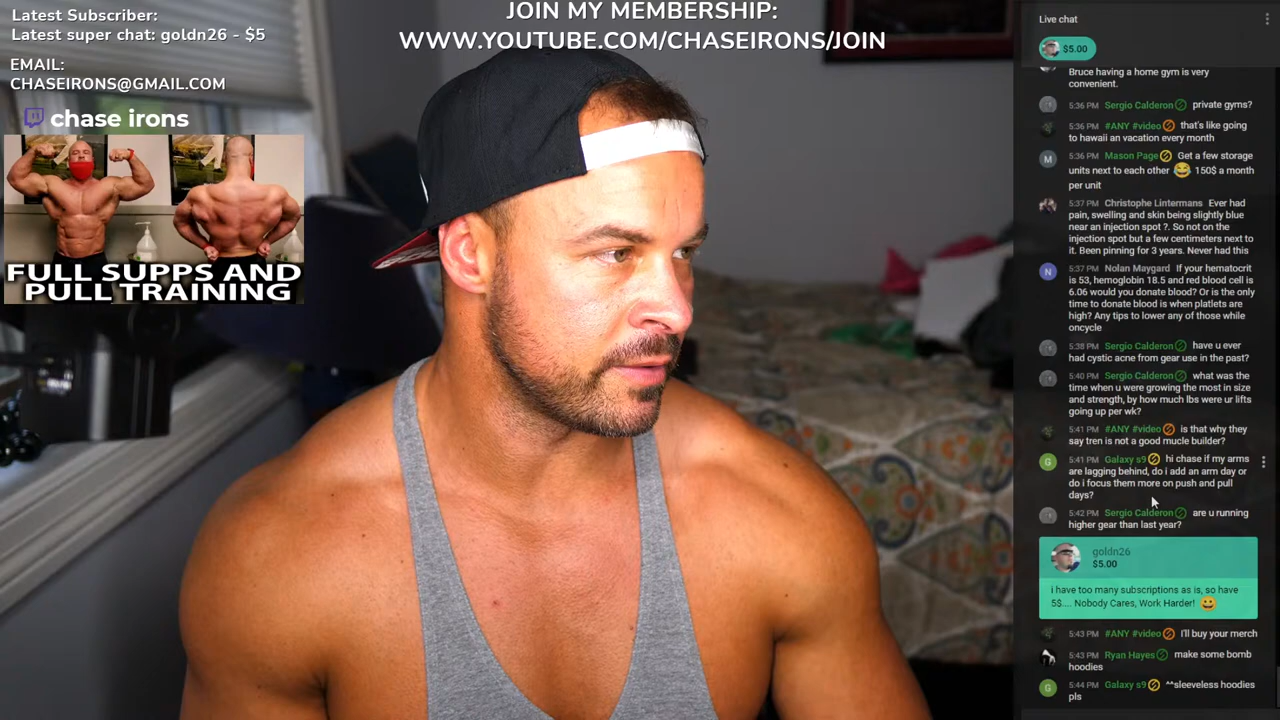 Latest Subscriber:
Latest super chat: goldn26 - $5
EMAIL:
CHASEIRONS@GMAIL.COM
chase irons
FULL SUPPS AND
PULL TRAINING
JOIN MY MEMBERSHIP:
WWW.YOUTUBE.COM/CHASEIRONS/JOIN
Live chat
$5.00
Bruce having a home gym is very
convenient.
5:36 PM Sergio Calderon private gyms?
5:36 PM #ANY #video that's like going
to hawaii an vacation every month
M
5:36 PM Mason Page Get a few storage
units next to each other 😂 150$ a month
per unit
5:37 PM Christophe Lintermans Ever had
pain, swelling and skin being slightly blue
near an injection spot ?. So not on the
injection spot but a few centimeters next to
it. Been pinning for 3 years. Never had this
N
5:37 PM Nolan Maygard If your hematocrit
is 53, hemoglobin 18.5 and red blood cell is
6.06 would you donate blood? Or is the only
time to donate blood is when platlets are
high? Any tips to lower any of those while
oncycle
5:38 PM Sergio Calderon have u ever
had cystic acne from gear use in the past?
5:40 PM Sergio Calderon what was the
time when u were growing the most in size
and strength, by how much lbs were ur lifts
going up per wk?
5:41 PM #ANY #video is that why they
say tren is not a good mucle builder?
G
5:41 PM Galaxy s9 hi chase if my arms
are lagging behind, do i add an arm day or
do i focus them more on push and pull
days?
5:42 PM Sergio Calderon are u running
higher gear than last year?
goldn26
$5.00
i have too many subscriptions as is, so have
5$.... Nobody Cares, Work Harder! 😀
5:43 PM #ANY #video I'll buy your merch
5:43 PM Ryan Hayes make some bomb
hoodies
G
5:44 PM Galaxy s9 ^^sleeveless hoodies
pls